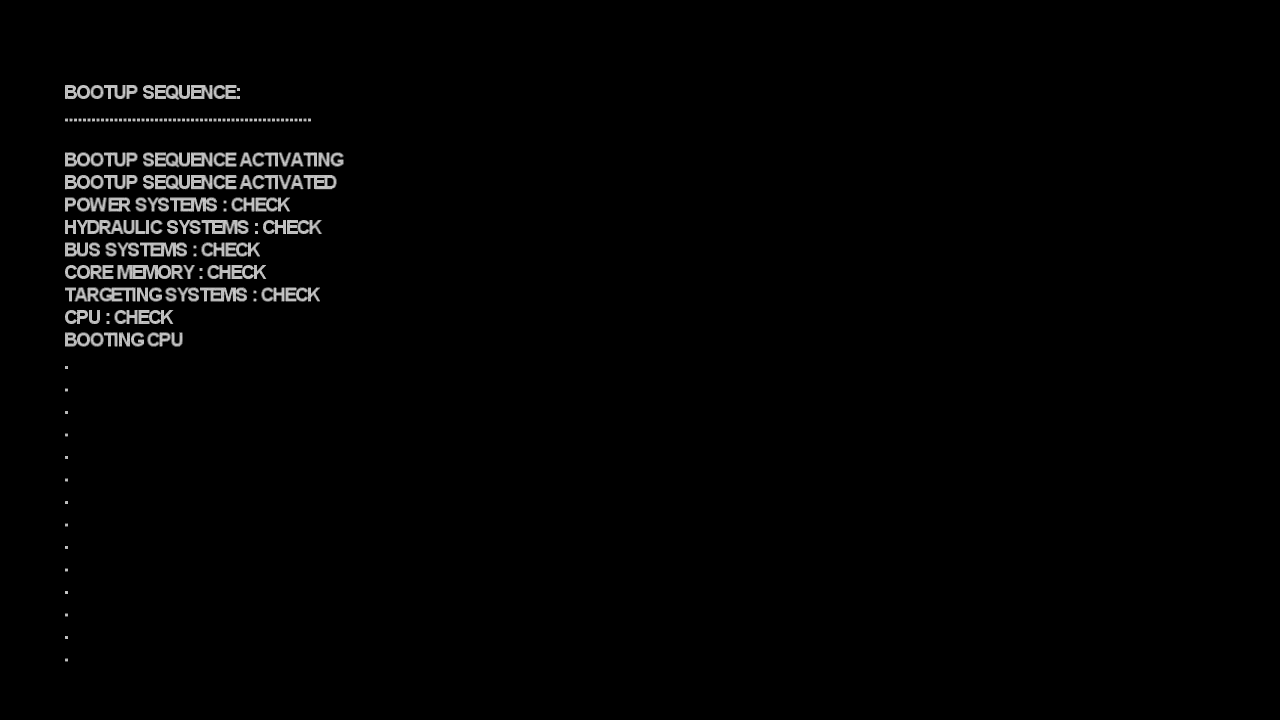 BOOTUP SEQUENCE:
.......................................................
BOOTUP SEQUENCE ACTIVATING
BOOTUP SEQUENCE ACTIVATED
POWER SYSTEMS : CHECK
HYDRAULIC SYSTEMS : CHECK
BUS SYSTEMS : CHECK
CORE MEMORY : CHECK
TARGETING SYSTEMS : CHECK
CPU : CHECK
BOOTING CPU
.
.
.
.
.
.
.
.
.
.
.
.
.
.